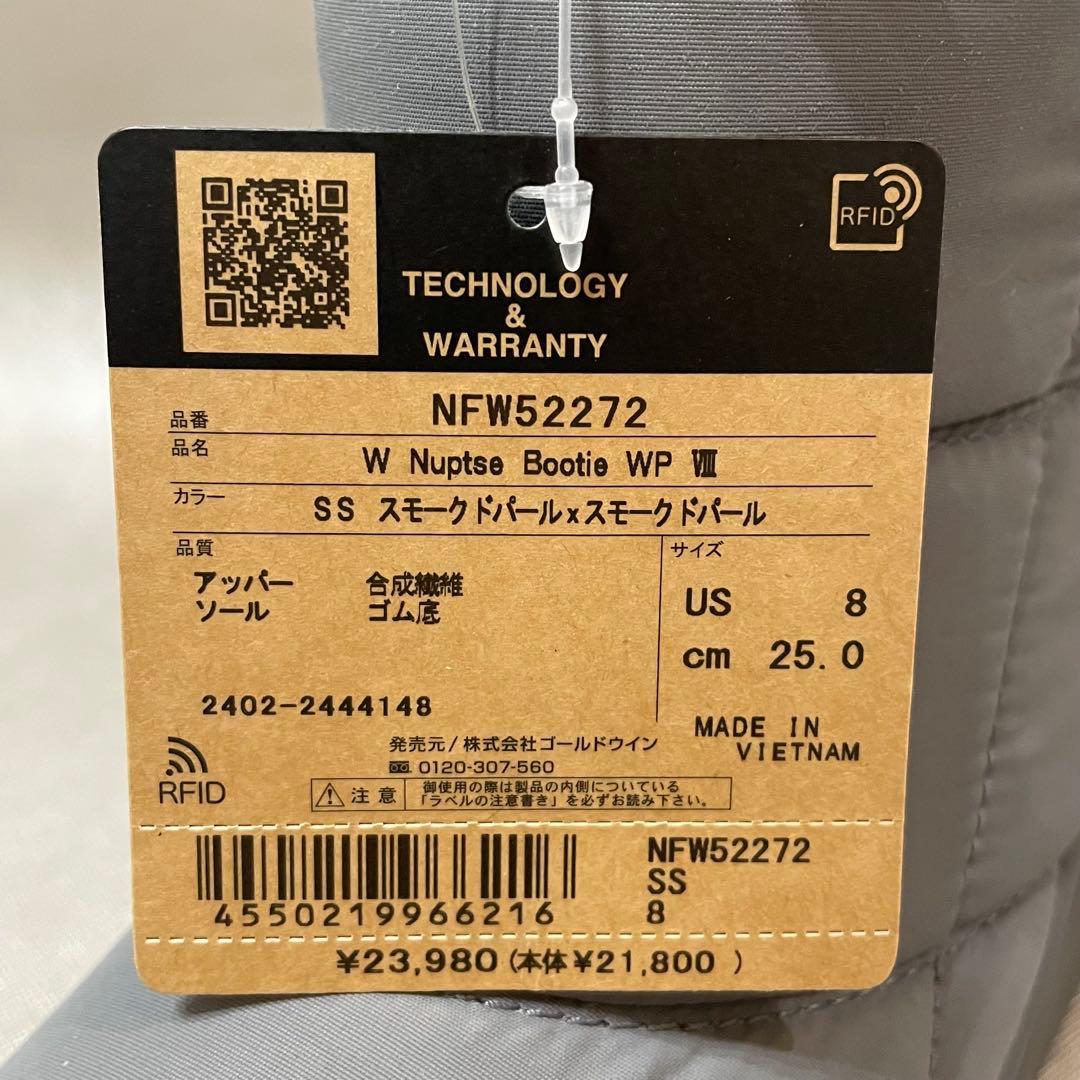 RFID
TECHNOLOGY
&
WARRANTY
品番 NFW52272
品名 W Nuptse Bootie WP Ⅷ
カラー SS スモークドパールxスモークドパール
品質
アッパー 合成繊維
ソール ゴム底
サイズ
US 8
cm 25.0
2402-2444148
MADE IN
VIETNAM
発売元/株式会社ゴールドウイン
0120-307-560
RFID
注意
御使用の際は製品の内側についている
「ラベルの注意書き」を必ずお読み下さい。
4550219966216
NFW52272
SS
8
¥23,980(本体¥21,800 )